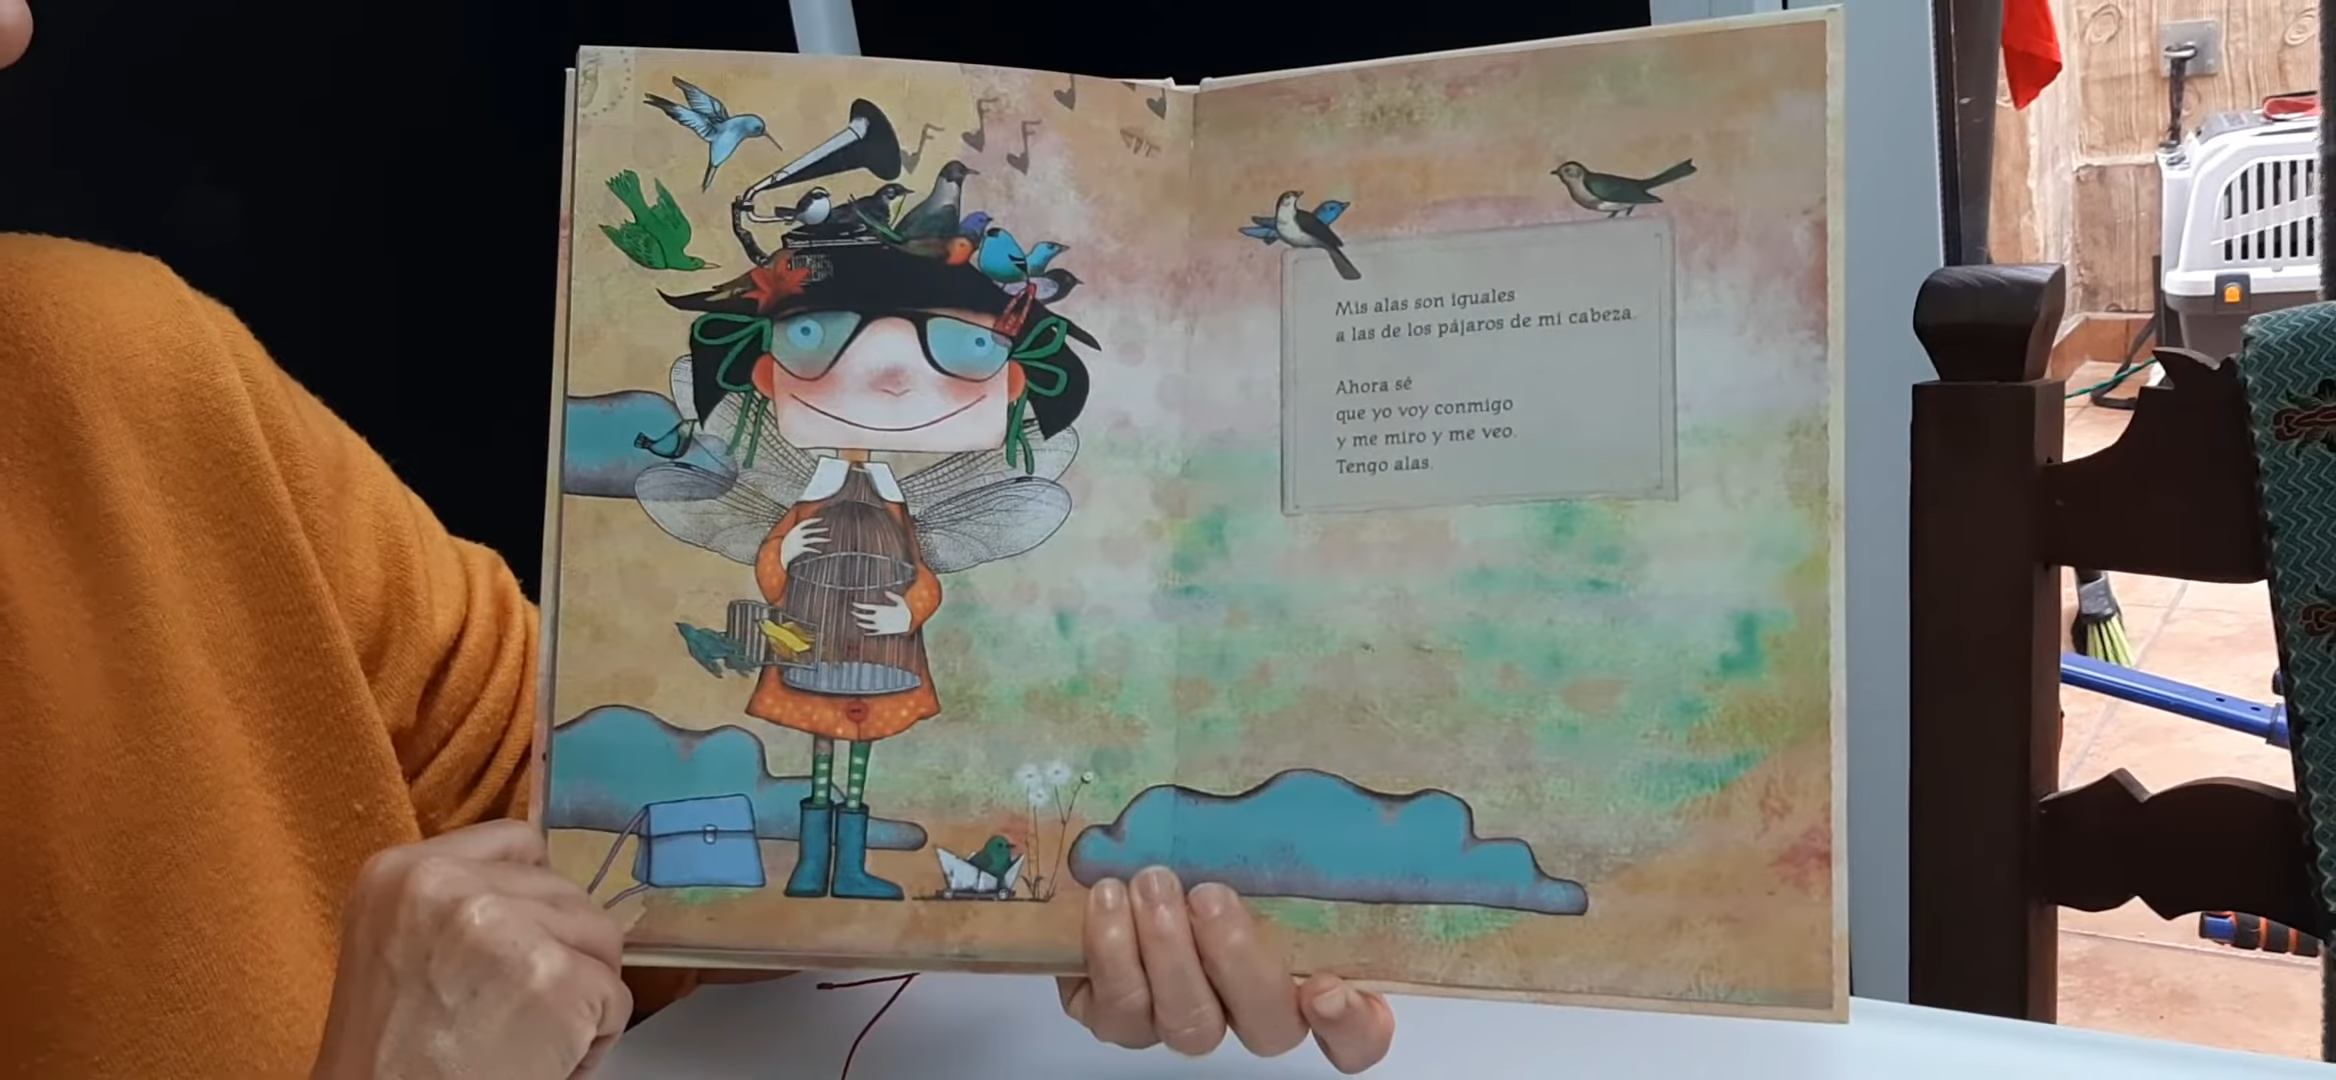 Mis alas son iguales
a las de los pájaros de mi cabeza.
Ahora sé
que yo voy conmigo
y me miro y me veo.
Tengo alas.